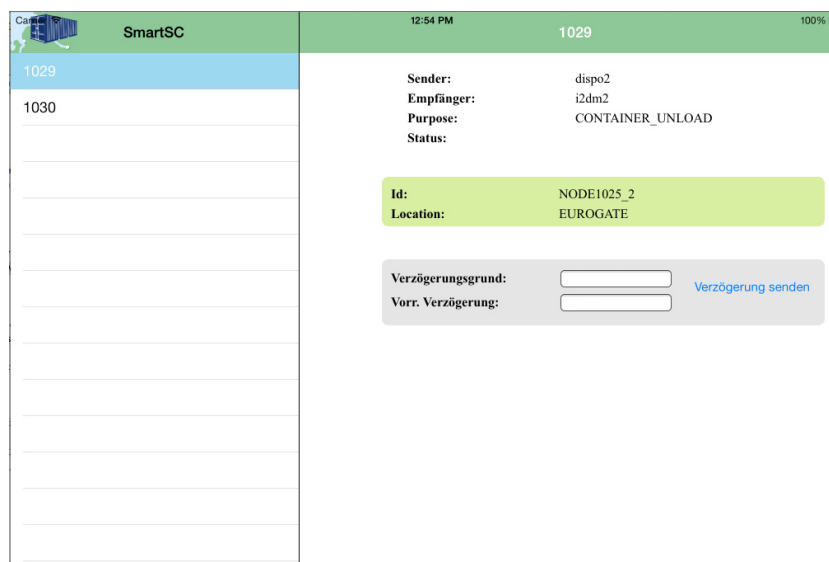 12:54 PM
100%
SmartSC
1029
1029
1030
Sender: dispo2
Empfänger: i2dm2
Purpose: CONTAINER_UNLOAD
Status:
Id: NODE1025_2
Location: EUROGATE
Verzögerungsgrund:
Verzögerung senden
Vorr. Verzögerung: